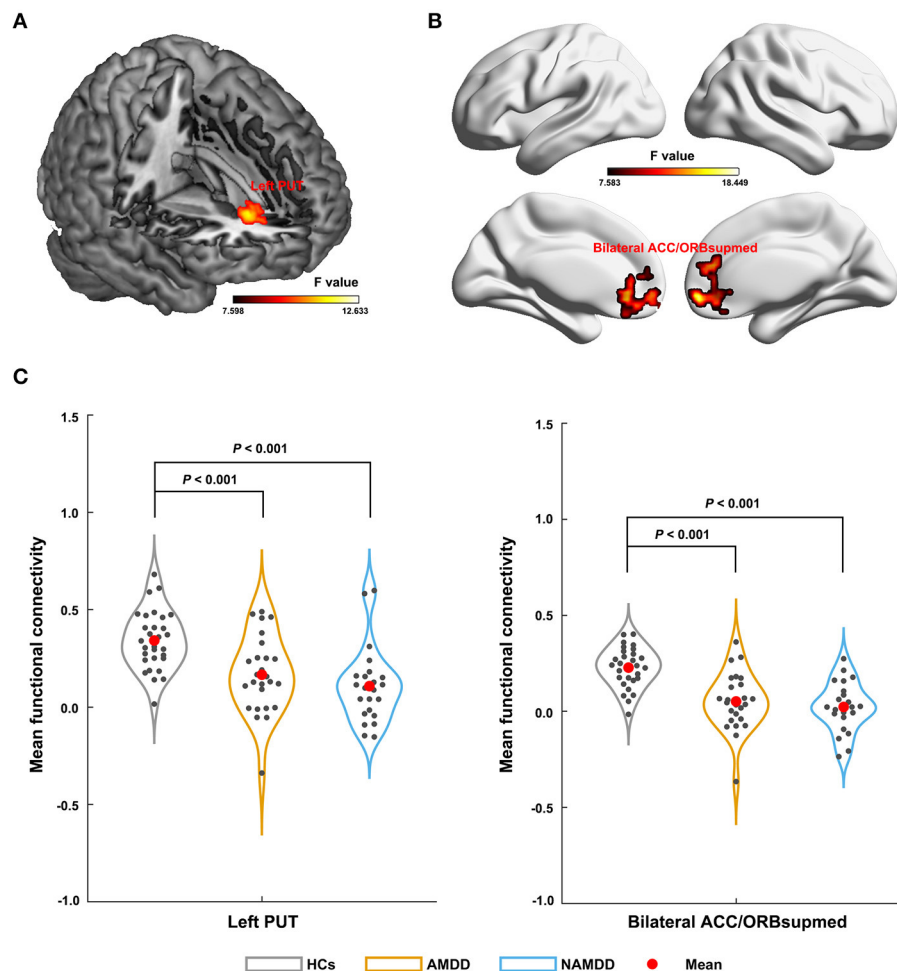 A
B
Left PUT
F value
7.598
12.633
F value
7.583
18.449
Bilateral ACC/ORBsupmed
C
Mean functional connectivity
1.5
1.0
0.5
0.0
-0.5
-1.0
P < 0.001
P < 0.001
Left PUT
Mean functional connectivity
1.5
1.0
0.5
0.0
-0.5
-1.0
P < 0.001
P < 0.001
Bilateral ACC/ORBsupmed
HCs
AMDD
NAMDD
Mean